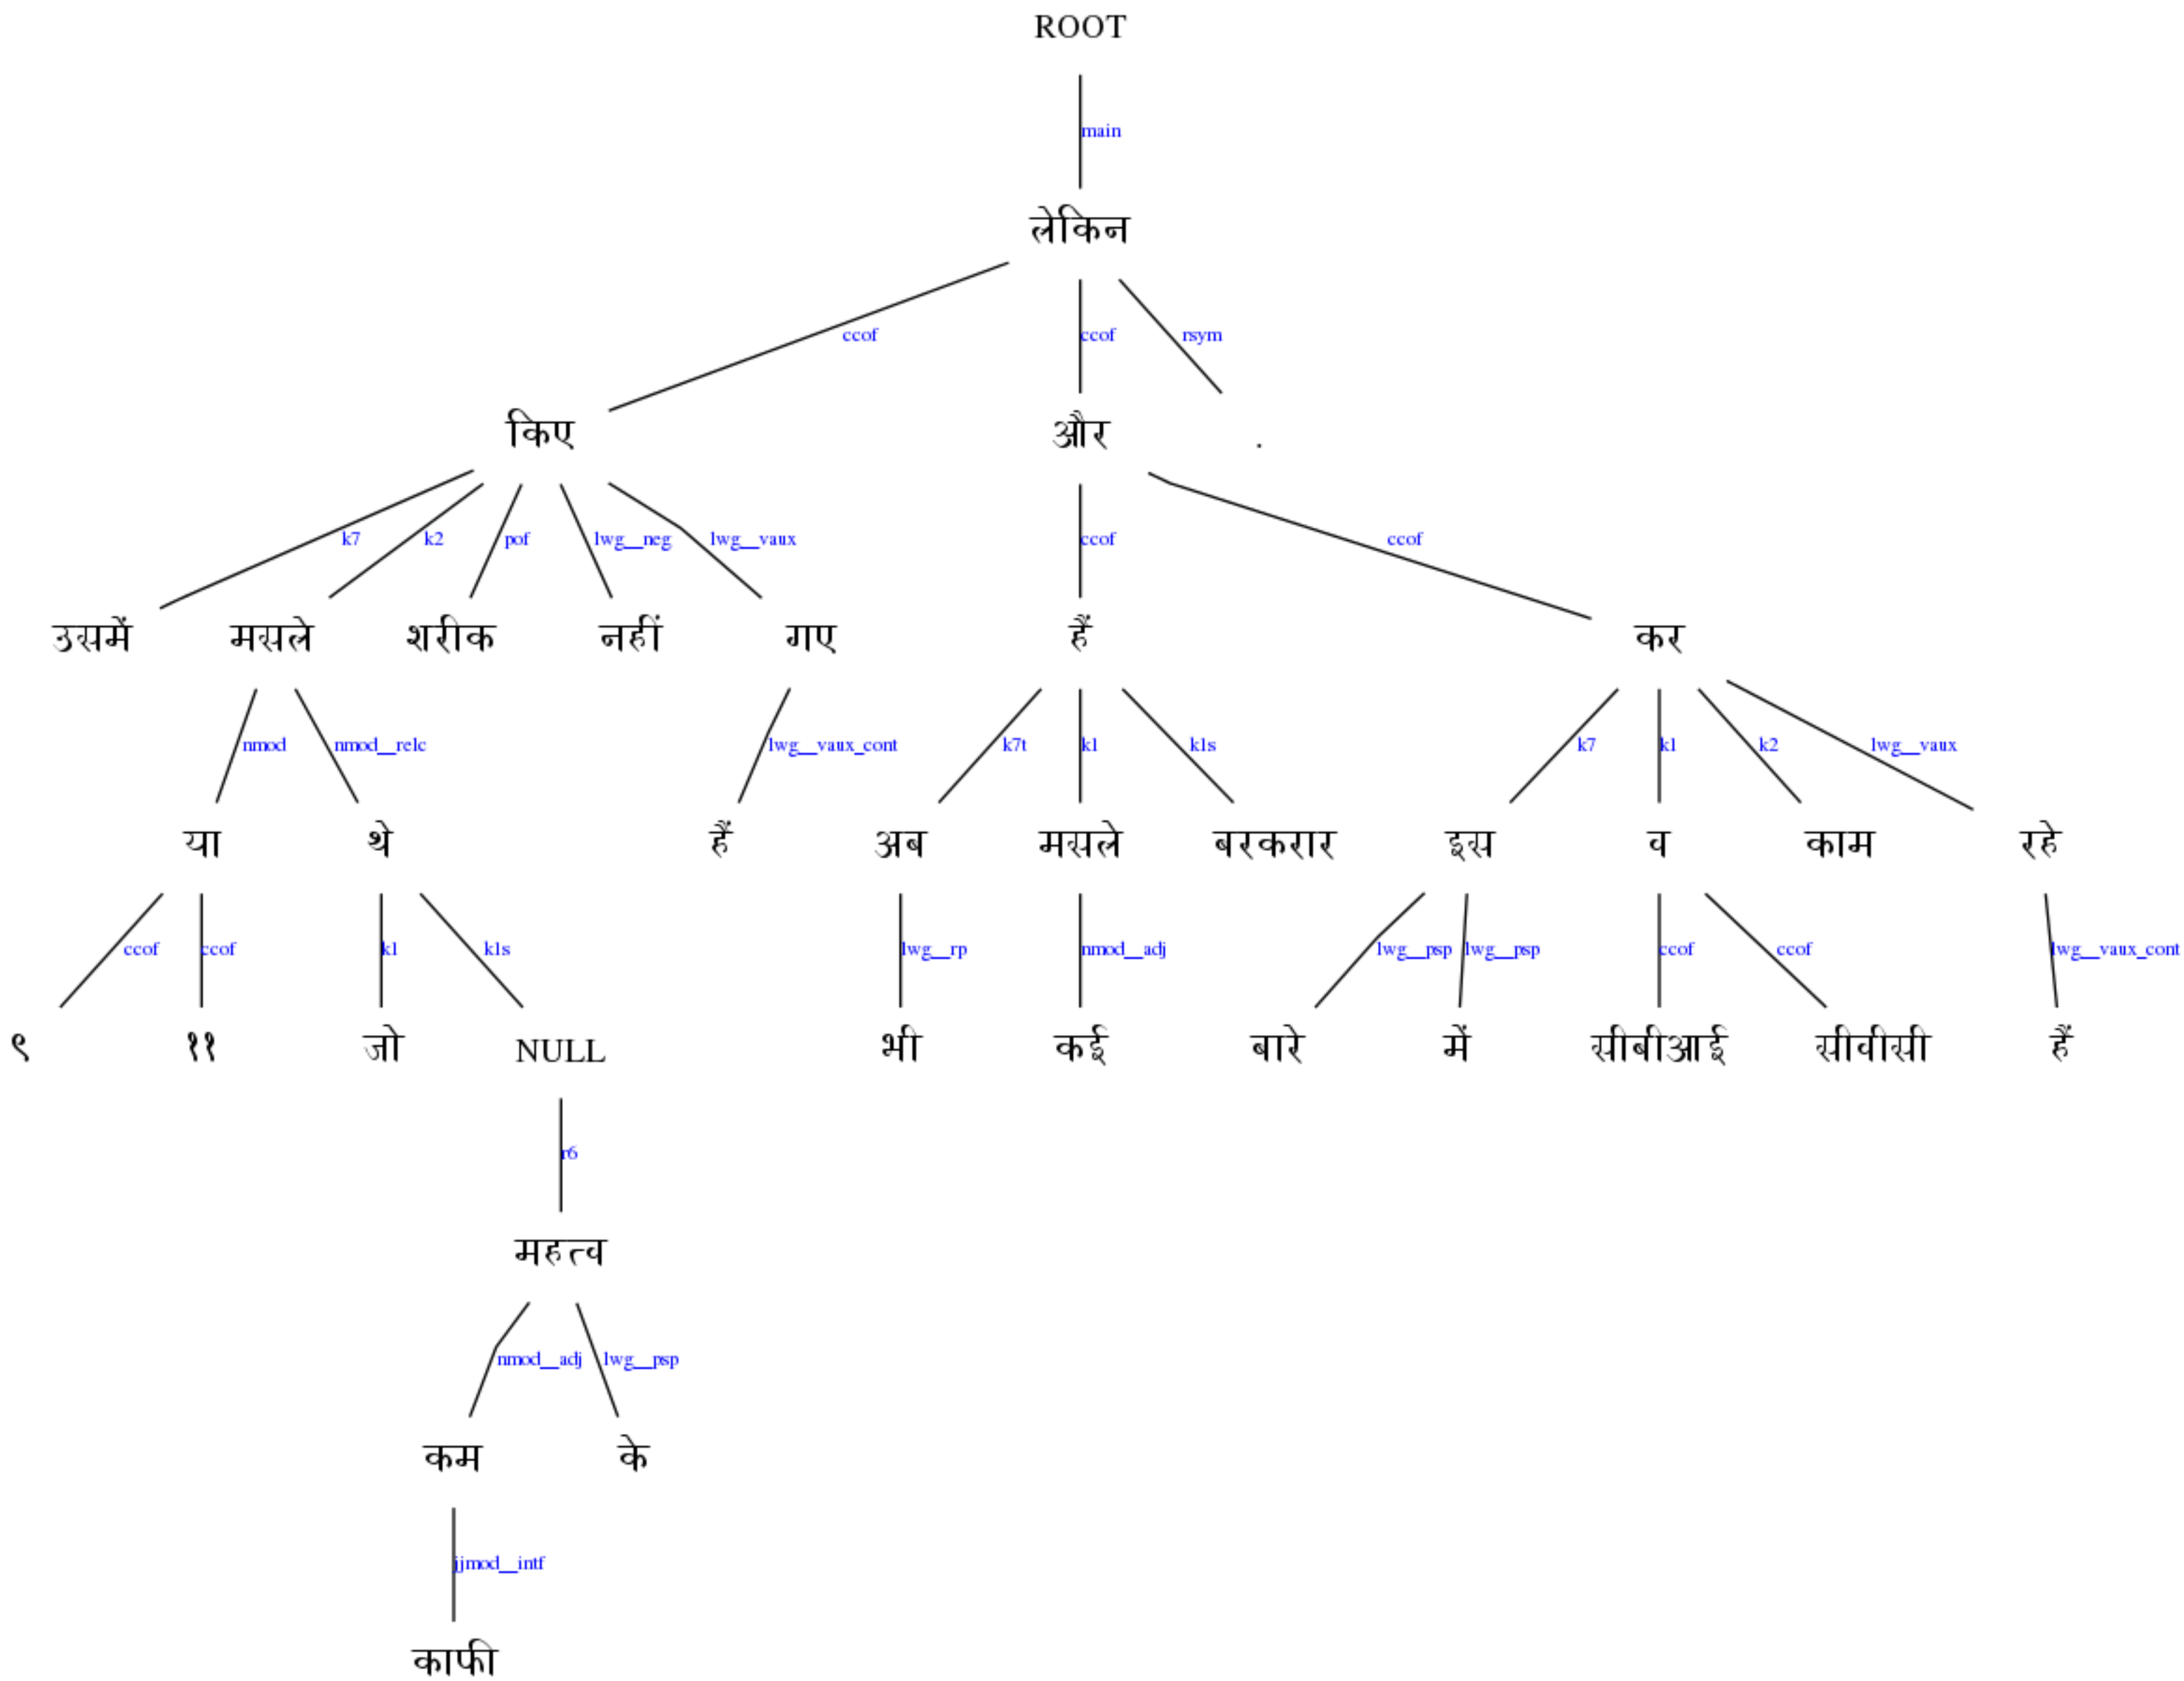 ROOT
main
लेकिन
ccof ccof rsym
किए और .
k7 k2 pof lwg__neg lwg__vaux ccof ccof
उसमें मसले शरीक नहीं गए हैं कर
nmod nmod__relc lwg__vaux_cont k7t k1 k1s k7 k1 k2 lwg__vaux
या थे हैं अब मसले बरकरार इस व काम रहे
ccof ccof k1 k1s lwg__rp nmod__adj lwg__psp lwg__psp ccof ccof lwg__vaux_cont
९ ११ जो NULL भी कई बारे में सीबीआई सीवीसी हैं
r6
महत्व
nmod__adj lwg__psp
कम के
jjmod__intf
काफी